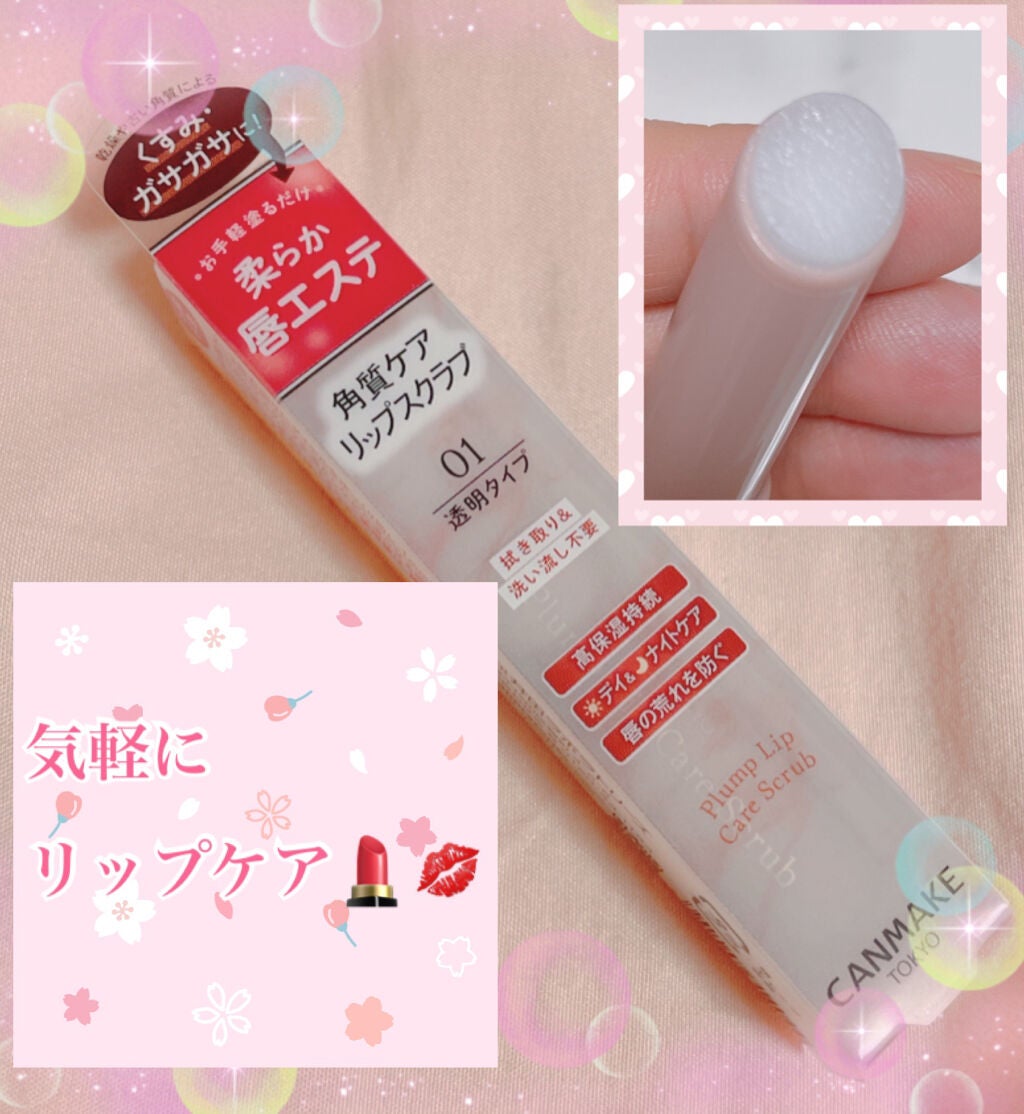 乾燥や古い角質による
くすみ・
ガサガサに!
お手軽塗るだけ
柔らか
唇エステ
角質ケア
リップスクラブ
01
透明タイプ
拭き取り&
洗い流し不要
高保湿持続
デイ&ナイトケア
唇の荒れを防ぐ
Plump Lip
Care Scrub
Care Scrub
CANMAKE
TOKYO
気軽に
リップケア💄💋